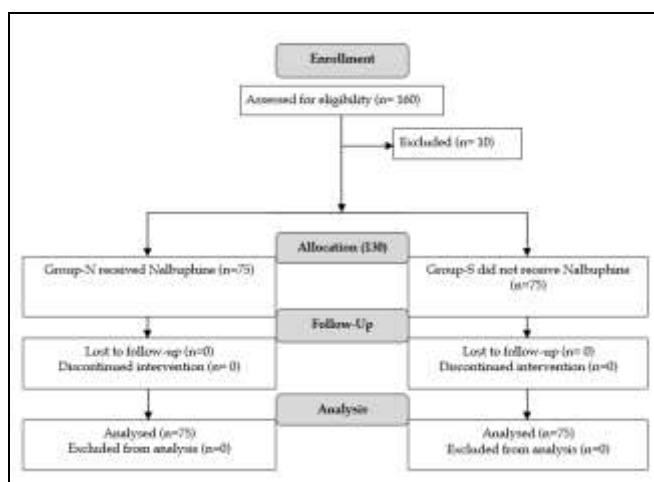 Enrollment
Assessed for eligibility (n= 160)
Excluded (n= 10)
Allocation (130)
Group-N received Nalbuphine (n=75)
Group-S did not receive Nalbuphine
(n=75)
Follow-Up
Lost to follow-up (n=0)
Discontinued intervention (n= 0)
Lost to follow-up (n= 0)
Discontinued intervention (n=0)
Analysis
Analysed (n=75)
Excluded from analysis (n=0)
Analysed (n=75)
Excluded from analysis (n=0)